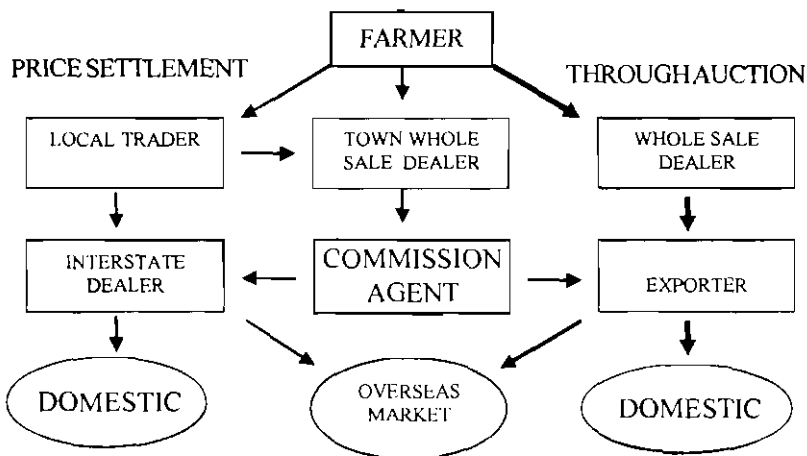 FARMER
PRICE SETTLEMENT
THROUGH AUCTION
LOCAL TRADER
TOWN WHOLE
SALE DEALER
WHOLE SALE
DEALER
INTERSTATE
DEALER
COMMISSION
AGENT
EXPORTER
DOMESTIC
OVERSEAS
MARKET
DOMESTIC